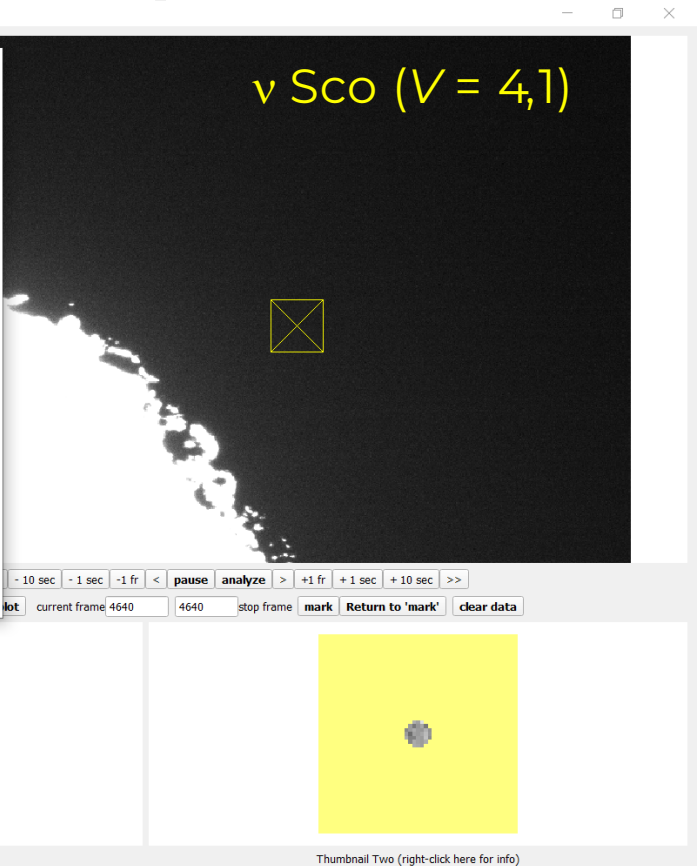 ν Sco (V = 4,1)
- 10 sec - 1 sec -1 fr < pause analyze > +1 fr + 1 sec + 10 sec >>
current frame 4640 4640 stop frame mark Return to 'mark' clear data
Thumbnail Two (right-click here for info)